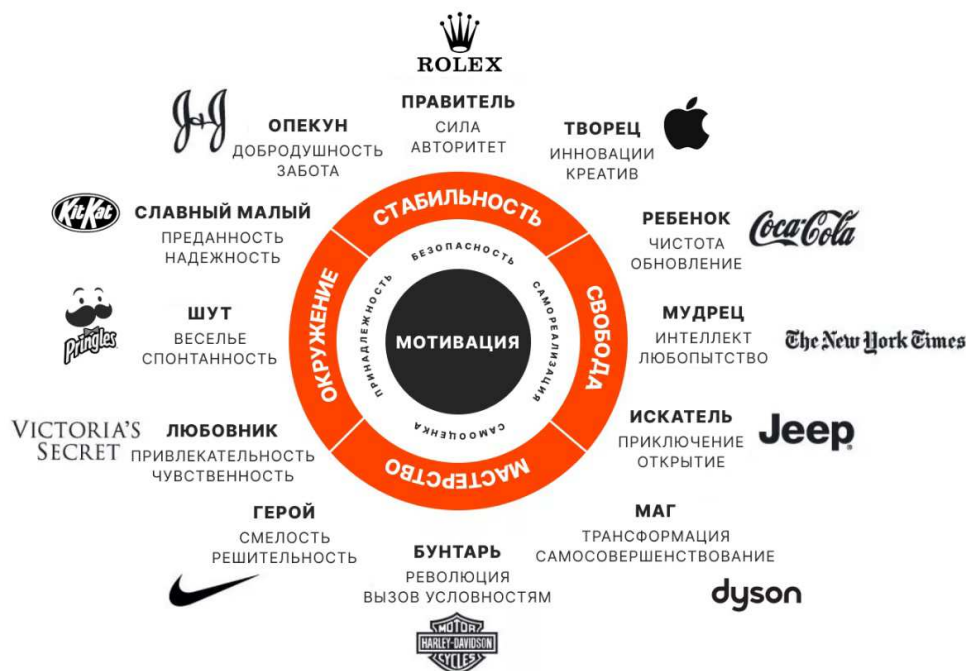 ROLEX
ПРАВИТЕЛЬ
СИЛА
АВТОРИТЕТ
ТВОРЕЦ
ИННОВАЦИИ
КРЕАТИВ
РЕБЕНОК
ЧИСТОТА
ОБНОВЛЕНИЕ
Coca-Cola
МУДРЕЦ
ИНТЕЛЛЕКТ
ЛЮБОПЫТСТВО
The New York Times
ИСКАТЕЛЬ
ПРИКЛЮЧЕНИЕ
ОТКРЫТИЕ
Jeep®
МАГ
ТРАНСФОРМАЦИЯ
САМОСОВЕРШЕНСТВОВАНИЕ
dyson
БУНТАРЬ
РЕВОЛЮЦИЯ
ВЫЗОВ УСЛОВНОСТЯМ
MOTOR
HARLEY-DAVIDSON
CYCLES
ГЕРОЙ
СМЕЛОСТЬ
РЕШИТЕЛЬНОСТЬ
VICTORIA'S
SECRET
ЛЮБОВНИК
ПРИВЛЕКАТЕЛЬНОСТЬ
ЧУВСТВЕННОСТЬ
Pringles
ШУТ
ВЕСЕЛЬЕ
СПОНТАННОСТЬ
KitKat
СЛАВНЫЙ МАЛЫЙ
ПРЕДАННОСТЬ
НАДЕЖНОСТЬ
J&J
ОПЕКУН
ДОБРОДУШНОСТЬ
ЗАБОТА
СТАБИЛЬНОСТЬ
СВОБОДА
МАСТЕРСТВО
ОКРУЖЕНИЕ
БЕЗОПАСНОСТЬ
САМОРЕАЛИЗАЦИЯ
САМООЦЕНКА
ПРИНАДЛЕЖНОСТЬ
МОТИВАЦИЯ